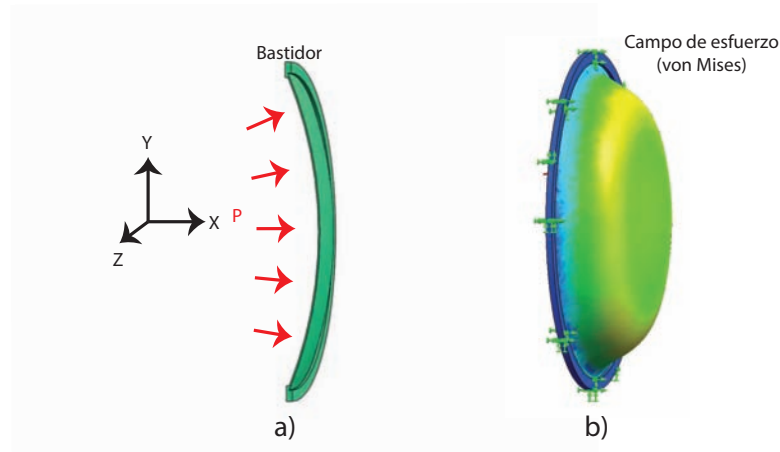 Bastidor
Campo de esfuerzo
(von Mises)
Y
P
X
Z
a)
b)